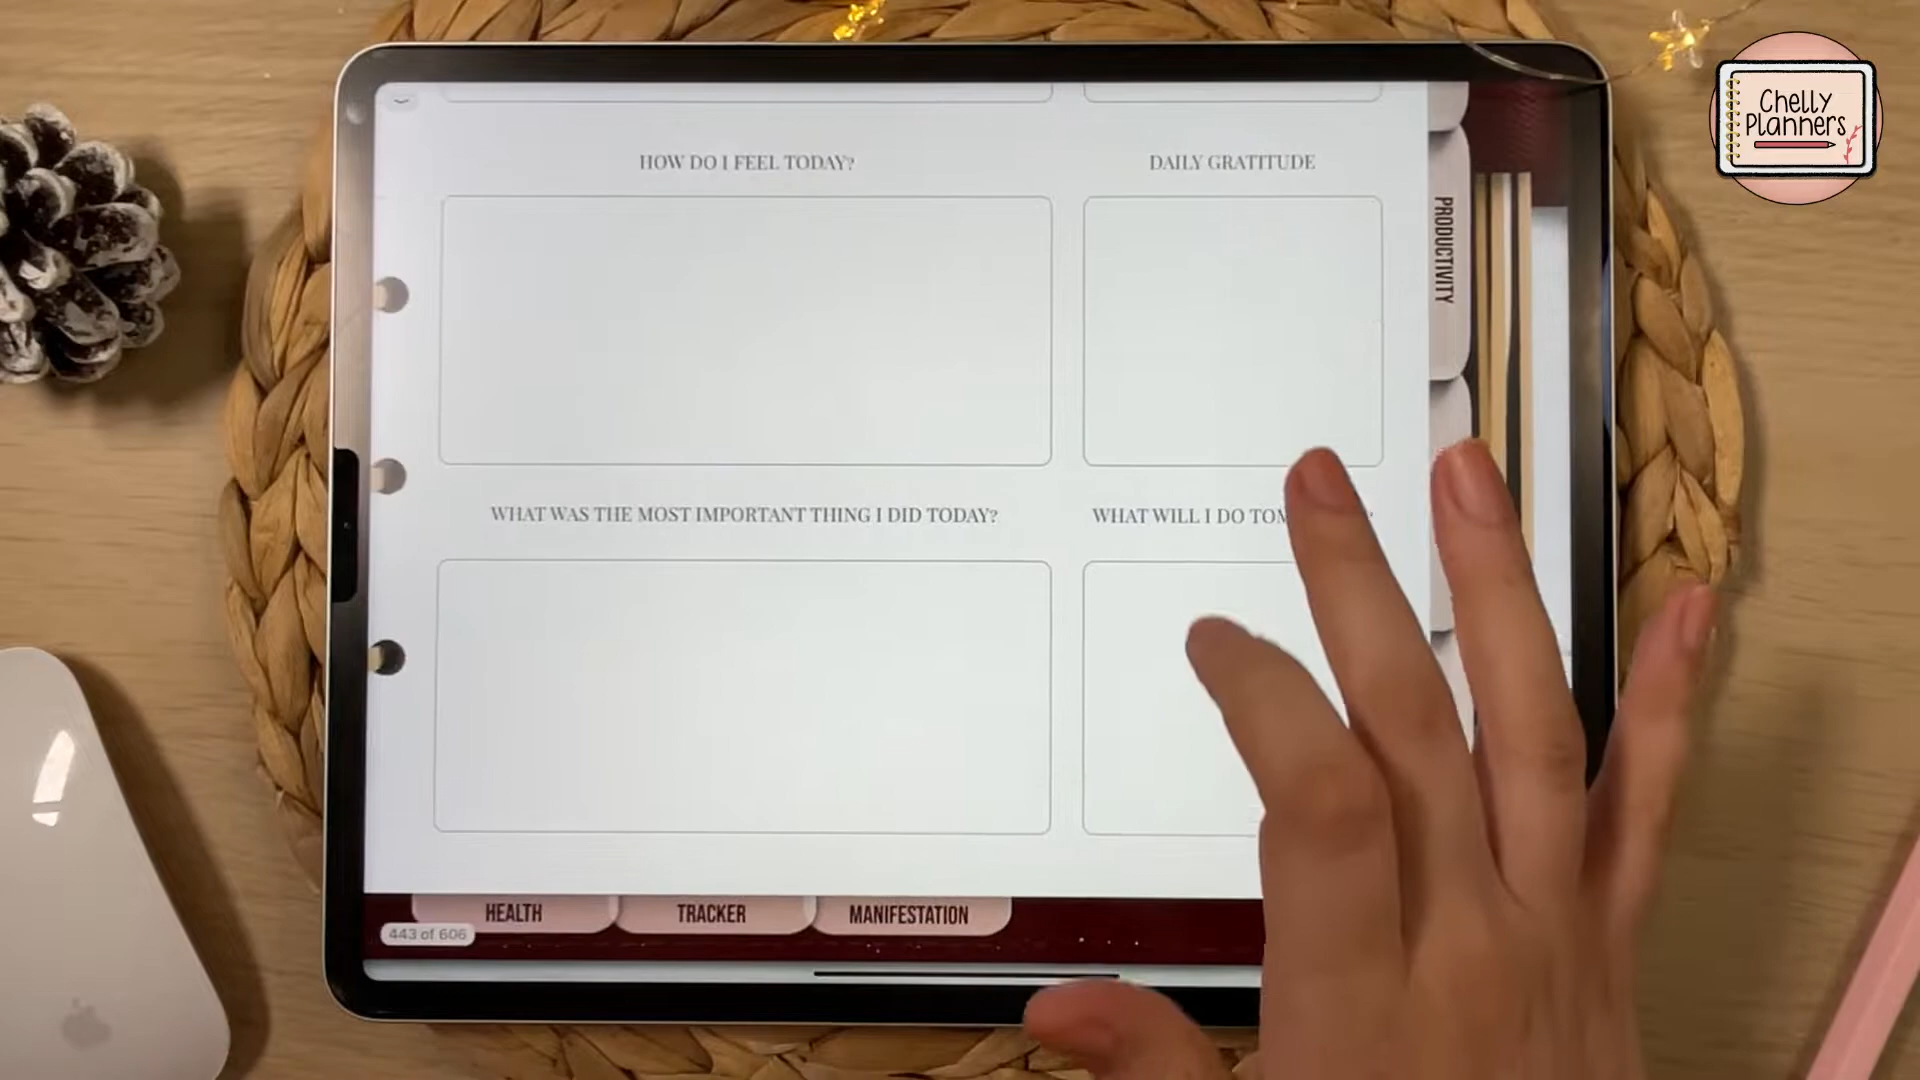 Chelly
Planners
HOW DO I FEEL TODAY?
DAILY GRATITUDE
PRODUCTIVITY
WHAT WAS THE MOST IMPORTANT THING I DID TODAY?
WHAT WILL I DO
HEALTH
TRACKER
MANIFESTATION
443 of 606